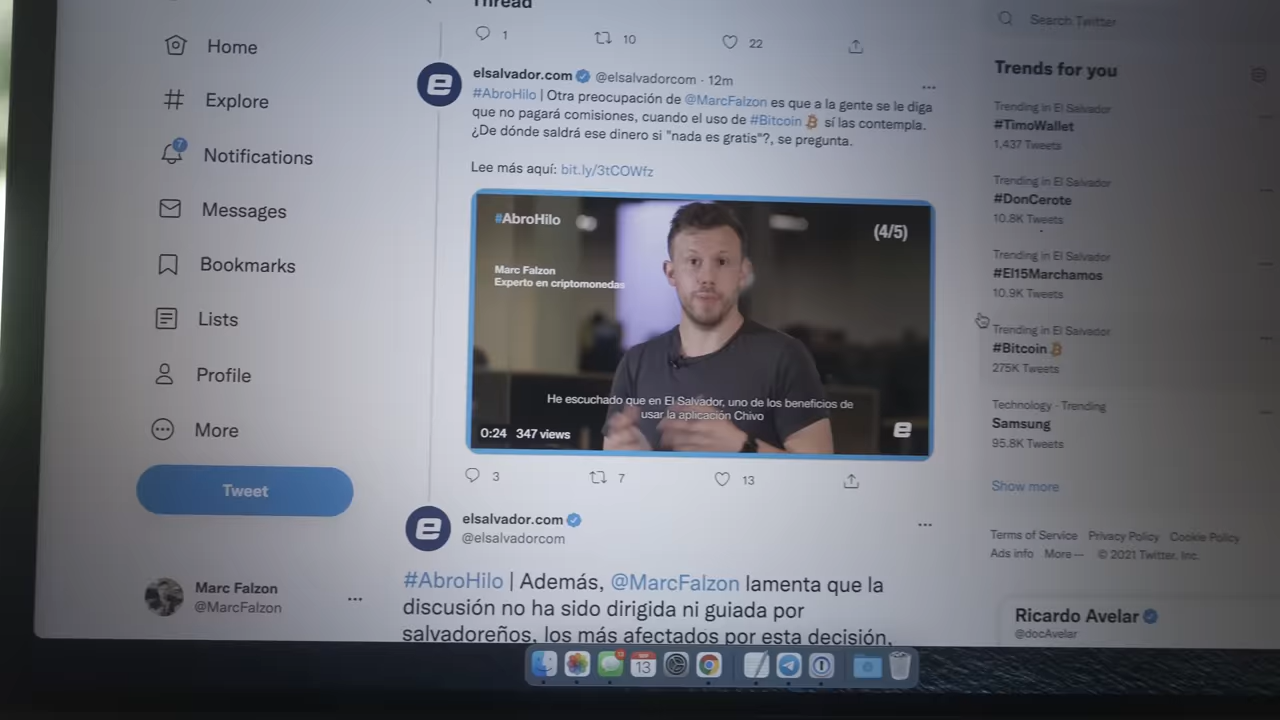 Thread
1
10
22
Home
Explore
7
Notifications
Messages
Bookmarks
Lists
Profile
More
Tweet
Marc Falzon
@MarcFalzon
elsalvador.com @elsalvadorcom · 12m
#AbroHilo | Otra preocupación de @MarcFalzon es que a la gente se le diga
que no pagará comisiones, cuando el uso de #Bitcoin sí las contempla.
¿De dónde saldrá ese dinero si "nada es gratis"?, se pregunta.
Lee más aquí: bit.ly/3tCOWfz
#AbroHilo
(4/5)
Marc Falzon
Experto en criptomonedas
He escuchado que en El Salvador, uno de los beneficios de
usar la aplicación Chivo
0:24 347 views
3
7
13
elsalvador.com
@elsalvadorcom
#AbroHilo | Además, @MarcFalzon lamenta que la
discusión no ha sido dirigida ni guiada por
salvadoreños, los más afectados por esta decisión.
Search Twitter
Trends for you
Trending in El Salvador
#TimoWallet
1,437 Tweets
Trending in El Salvador
#DonCerote
10.8K Tweets
Trending in El Salvador
#El15Marchamos
10.9K Tweets
Trending in El Salvador
#Bitcoin
275K Tweets
Technology · Trending
Samsung
95.8K Tweets
Show more
Terms of Service Privacy Policy Cookie Policy
Ads info More © 2021 Twitter, Inc.
Ricardo Avelar
@docAvelar
13